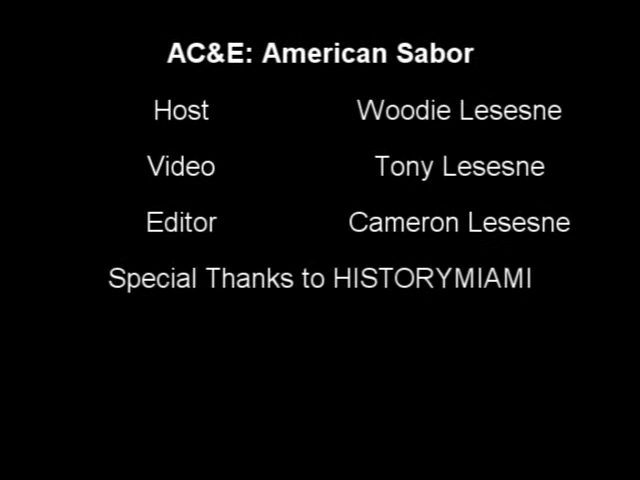 AC&E: American Sabor
Host Woodie Lesesne
Video Tony Lesesne
Editor Cameron Lesesne
Special Thanks to HISTORYMIAMI